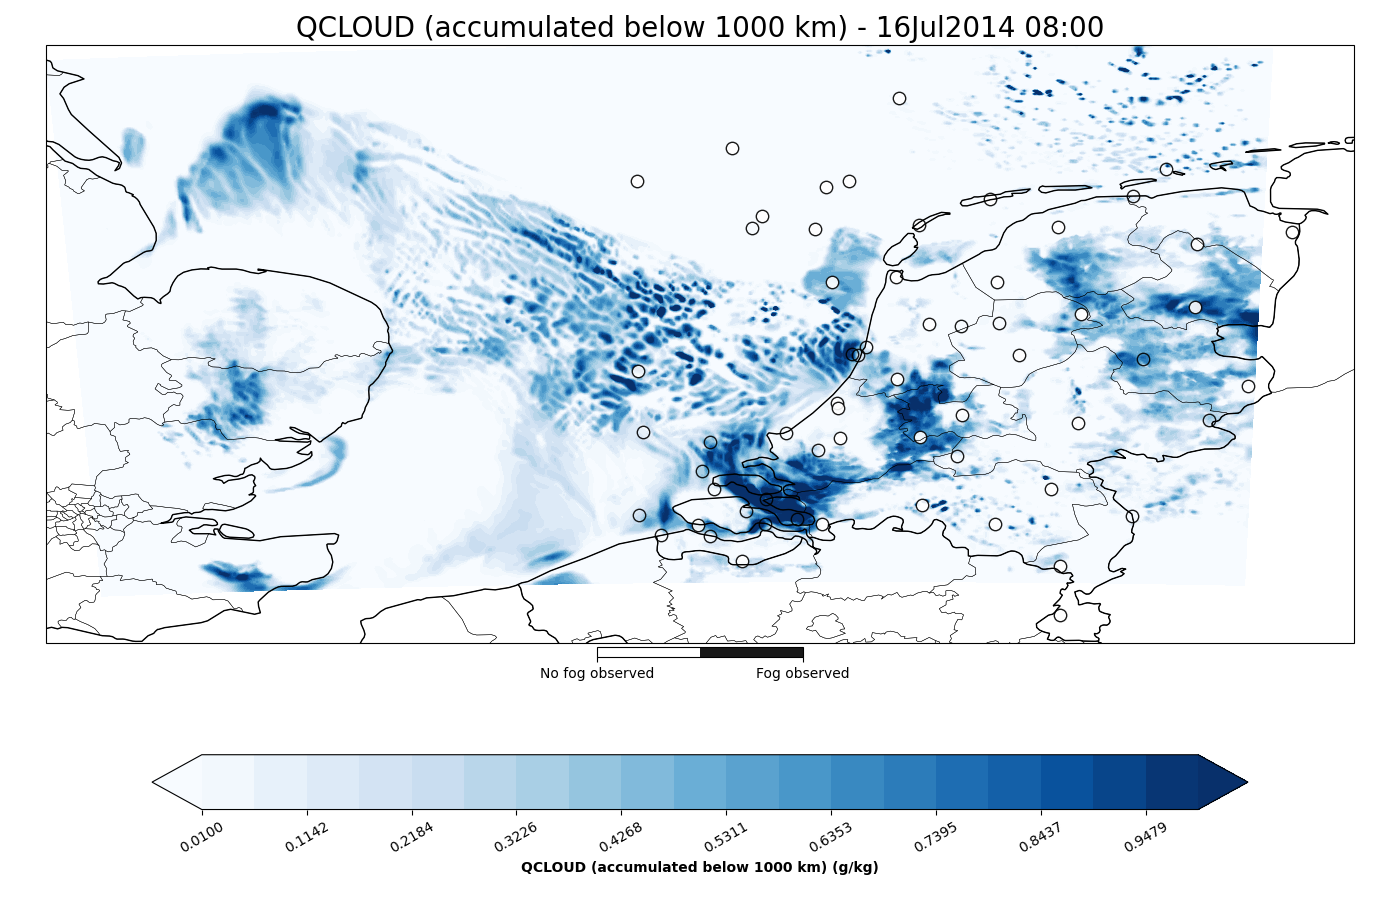 QCLOUD (accumulated below 1000 km) - 16Jul2014 08:00
No fog observed Fog observed
0.0100 0.1142 0.2184 0.3226 0.4268 0.5311 0.6353 0.7395 0.8437 0.9479
QCLOUD (accumulated below 1000 km) (g/kg)